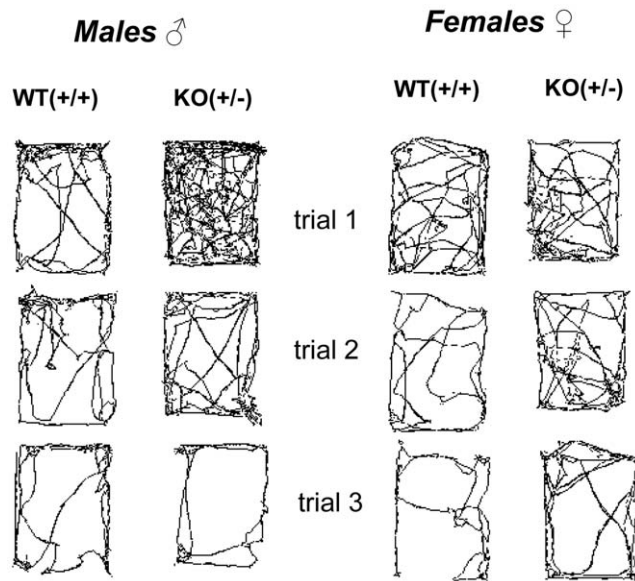 Males ♂ Females ♀
WT(+/+) KO(+/-) WT(+/+) KO(+/-)
trial 1
trial 2
trial 3